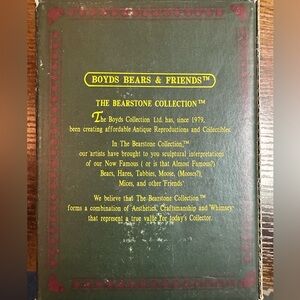 BOYDS BEARS & FRIENDS™
THE BEARSTONE COLLECTION™
The Boyds Collection Ltd. has, since 1979,
been creating affordable Antique Reproductions and Collectibles.
In The Bearstone Collection,™
our artists have brought to you sculptural interpretations
of our Now Famous ( or is that Almost Famous?)
Bears, Hares, Tabbies, Moose, (Mooses?),
Mices, and other 'Friends'
We believe that The Bearstone Collection™
forms a combination of Aesthetics, Craftsmanship and Whimsey
that represent a true value for today's Collector.